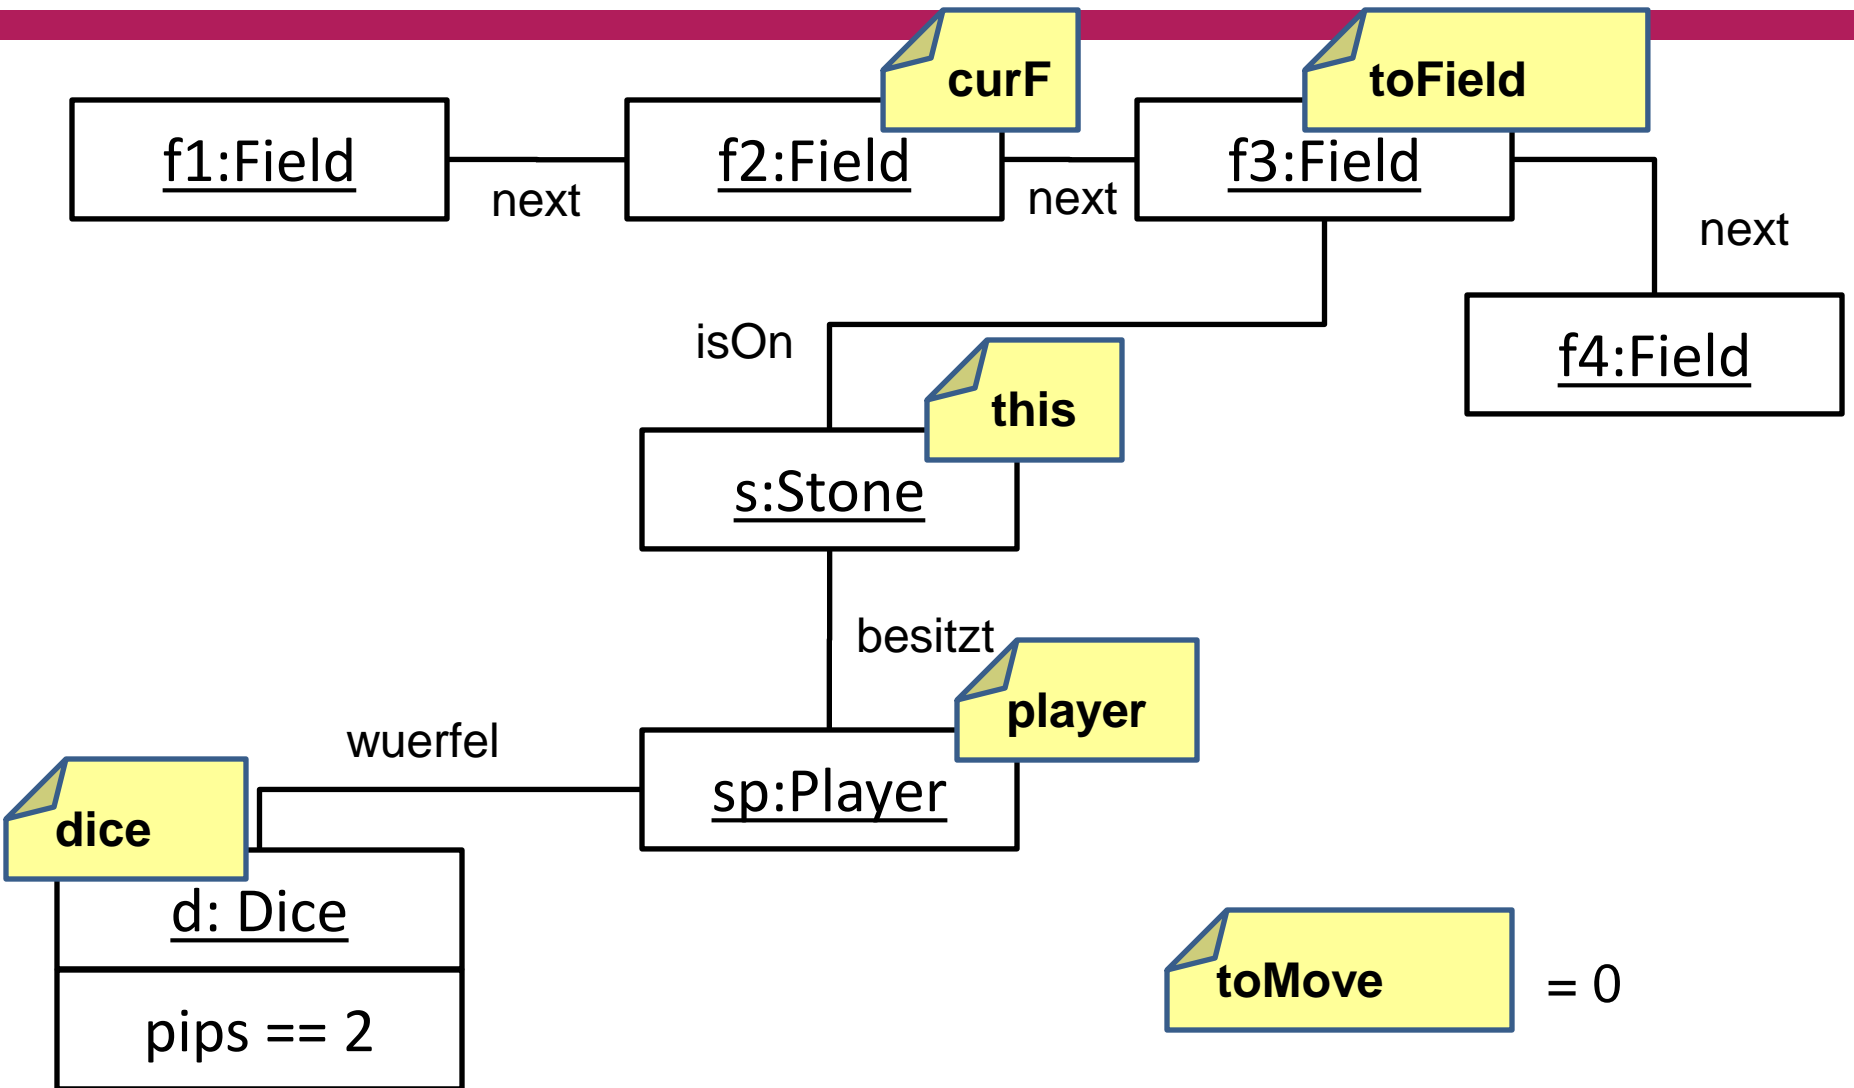 curF
toField
f1:Field
f2:Field
f3:Field
next
next
next
isOn
f4:Field
this
s:Stone
besitzt
player
wuerfel
sp:Player
dice
d: Dice
toMove = 0
pips == 2